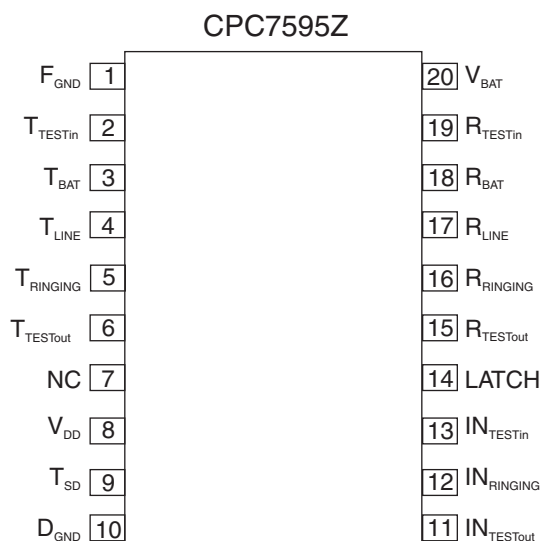 CPC7595Z
F_GND 1 20 V_BAT
T_TESTin 2 19 R_TESTin
T_BAT 3 18 R_BAT
T_LINE 4 17 R_LINE
T_RINGING 5 16 R_RINGING
T_TESTout 6 15 R_TESTout
NC 7 14 LATCH
V_DD 8 13 IN_TESTin
T_SD 9 12 IN_RINGING
D_GND 10 11 IN_TESTout